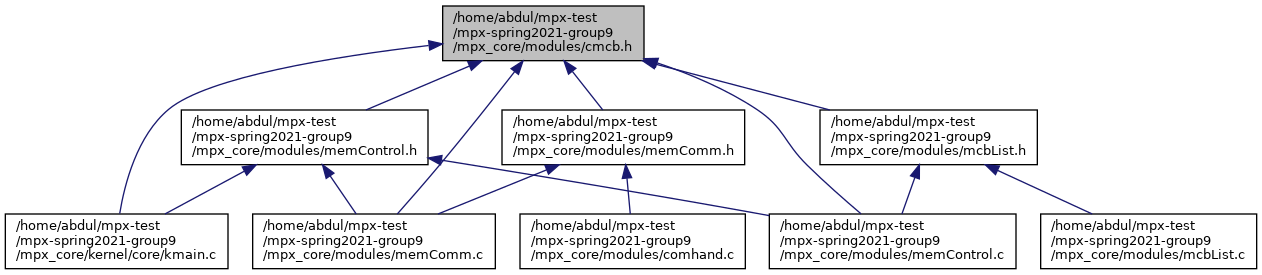 /home/abdul/mpx-test
/mpx-spring2021-group9
/mpx_core/modules/cmcb.h
/home/abdul/mpx-test
/mpx-spring2021-group9
/mpx_core/modules/memControl.h
/home/abdul/mpx-test
/mpx-spring2021-group9
/mpx_core/modules/memComm.h
/home/abdul/mpx-test
/mpx-spring2021-group9
/mpx_core/modules/mcbList.h
/home/abdul/mpx-test
/mpx-spring2021-group9
/mpx_core/kernel/core/kmain.c
/home/abdul/mpx-test
/mpx-spring2021-group9
/mpx_core/modules/memComm.c
/home/abdul/mpx-test
/mpx-spring2021-group9
/mpx_core/modules/comhand.c
/home/abdul/mpx-test
/mpx-spring2021-group9
/mpx_core/modules/memControl.c
/home/abdul/mpx-test
/mpx-spring2021-group9
/mpx_core/modules/mcbList.c